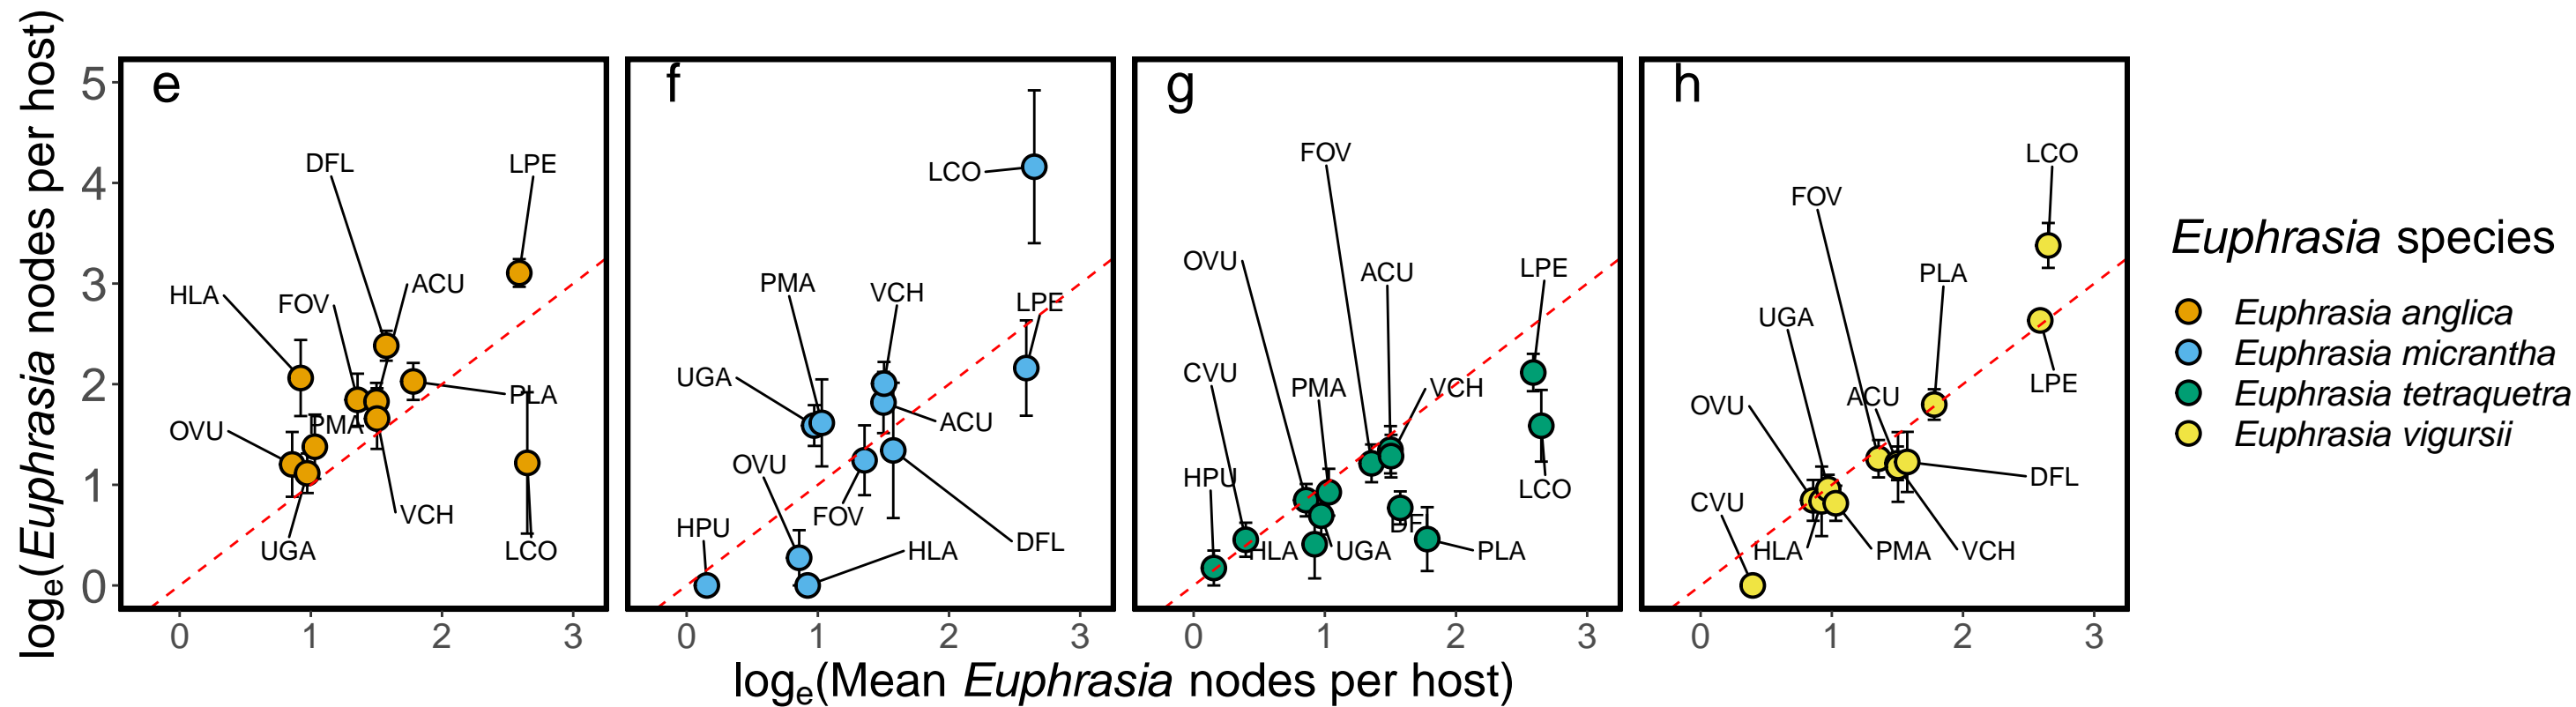 loge(Euphrasia nodes per host)
5
4
3
2
1
0
e
DFL
LPE
HLA
FOV
ACU
OVU
PMA
PLA
UGA
VCH
LCO
0 1 2 3
f
LCO
PMA
VCH
LPE
UGA
ACU
OVU
FOV
HPU
HLA
DFL
0 1 2 3
g
FOV
OVU
ACU
LPE
CVU
PMA
VCH
HPU
LCO
DF
HLA
UGA
PLA
0 1 2 3
h
LCO
FOV
PLA
UGA
LPE
OVU
ACU
DFL
CVU
HLA
PMA
VCH
0 1 2 3
loge(Mean Euphrasia nodes per host)
Euphrasia species
Euphrasia anglica
Euphrasia micrantha
Euphrasia tetraquetra
Euphrasia vigursii